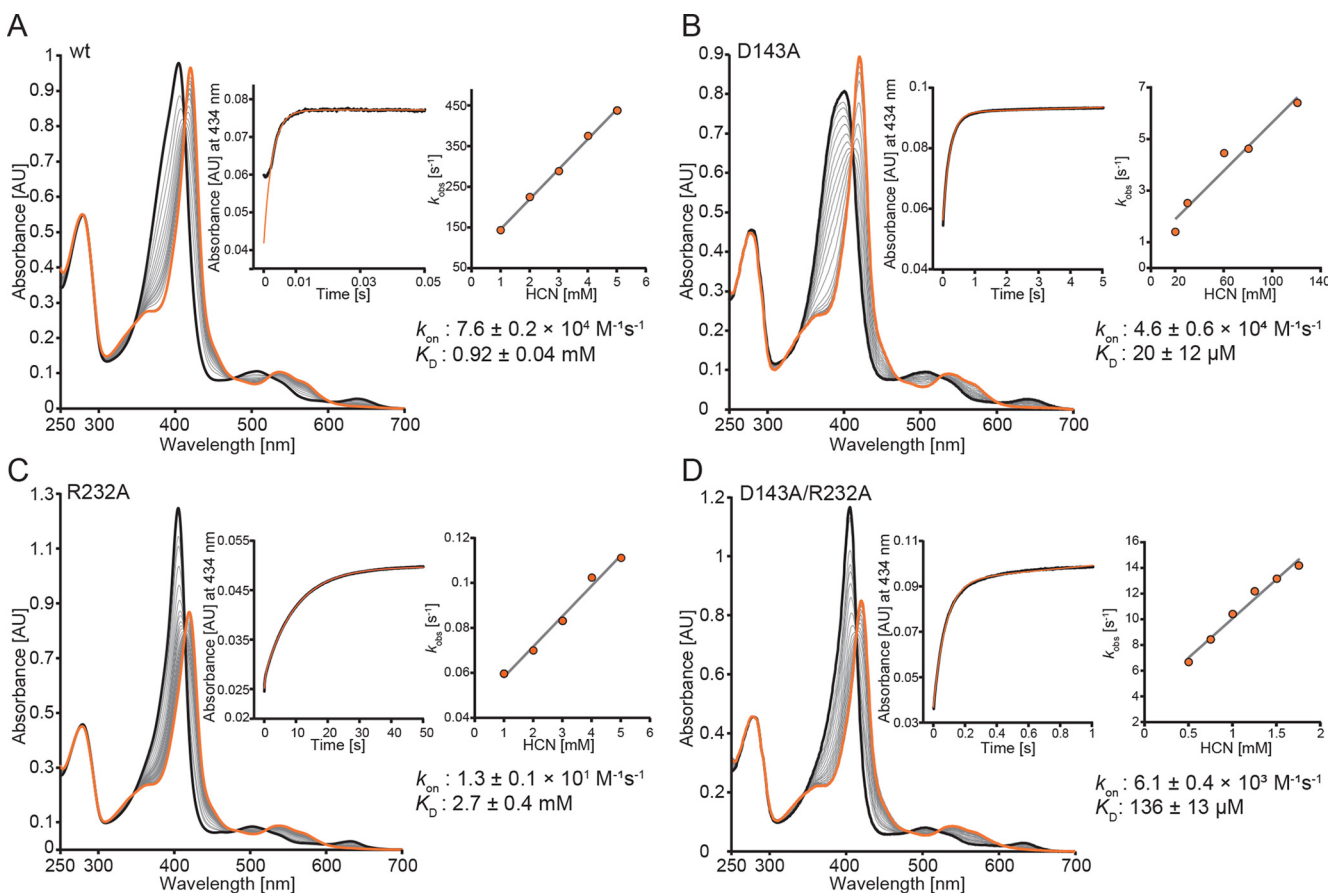 A
wt
1
0.9
0.8
0.7
0.6
0.5
0.4
0.3
0.2
0.1
0
Absorbance [AU]
250 300 400 500 600 700
Wavelength [nm]
Absorbance [AU] at 434 nm
0.08
0.07
0.06
0.05
0.04
0 0.01 0.03 0.05
Time [s]
kobs [s⁻¹]
450
350
250
150
50
0 1 2 3 4 5 6
HCN [mM]
kon : 7.6 ± 0.2 × 10⁴ M⁻¹s⁻¹
KD : 0.92 ± 0.04 mM
B
D143A
0.9
0.8
0.7
0.6
0.5
0.4
0.3
0.2
0.1
0
Absorbance [AU]
250 300 400 500 600 700
Wavelength [nm]
Absorbance [AU] at 434 nm
0.1
0.08
0.06
0.04
0 1 2 3 4 5
Time [s]
kobs [s⁻¹]
7
5
3
1
0 20 60 100 140
HCN [mM]
kon : 4.6 ± 0.6 × 10⁴ M⁻¹s⁻¹
KD : 20 ± 12 µM
C
R232A
1.3
1.1
0.9
0.7
0.5
0.3
0.1
0
Absorbance [AU]
250 300 400 500 600 700
Wavelength [nm]
Absorbance [AU] at 434 nm
0.055
0.045
0.035
0.025
0.02
0 10 20 30 40 50
Time [s]
kobs [s⁻¹]
0.12
0.1
0.08
0.06
0.04
0 1 2 3 4 5 6
HCN [mM]
kon : 1.3 ± 0.1 × 10¹ M⁻¹s⁻¹
KD : 2.7 ± 0.4 mM
D
D143A/R232A
1.2
1
0.8
0.6
0.4
0.2
0
Absorbance [AU]
250 300 400 500 600 700
Wavelength [nm]
Absorbance [AU] at 434 nm
0.11
0.09
0.07
0.05
0.03
0 0.2 0.4 0.6 0.8 1
Time [s]
kobs [s⁻¹]
16
14
12
10
8
6
4
2
0 0.5 1 1.5 2
HCN [mM]
kon : 6.1 ± 0.4 × 10³ M⁻¹s⁻¹
KD: 136 ± 13 µM